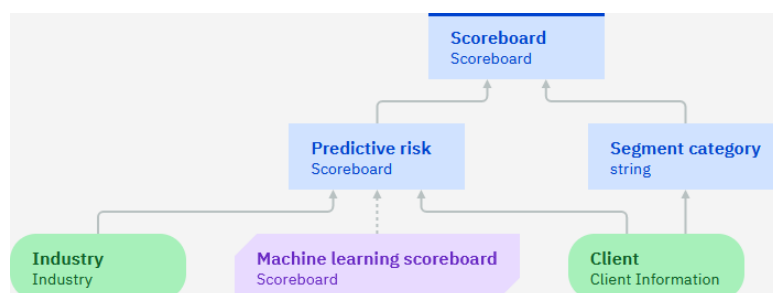 Scoreboard
Scoreboard
Predictive risk
Scoreboard
Segment category
string
Industry
Industry
Machine learning scoreboard
Scoreboard
Client
Client Information